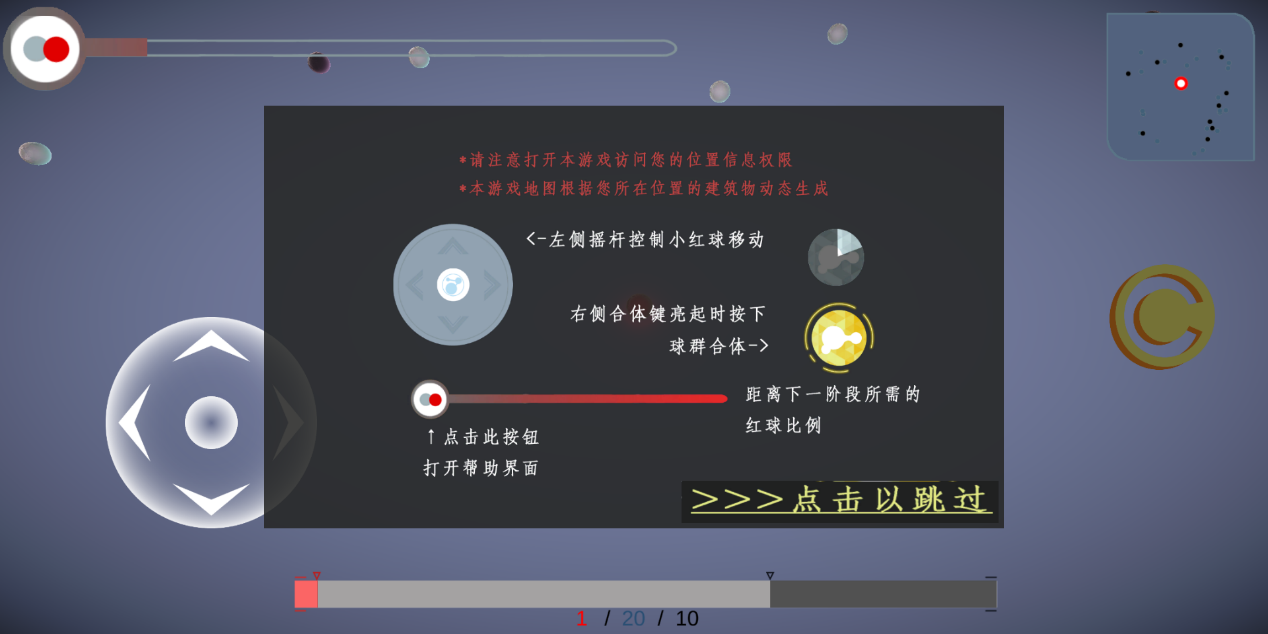 *请注意打开本游戏访问您的位置信息权限
*本游戏地图根据您所在位置的建筑物动态生成
<-左侧摇杆控制小红球移动
右侧合体键亮起时按下
球群合体->
距离下一阶段所需的
红球比例
↑点击此按钮
打开帮助界面
>>>点击以跳过
1 / 20 / 10